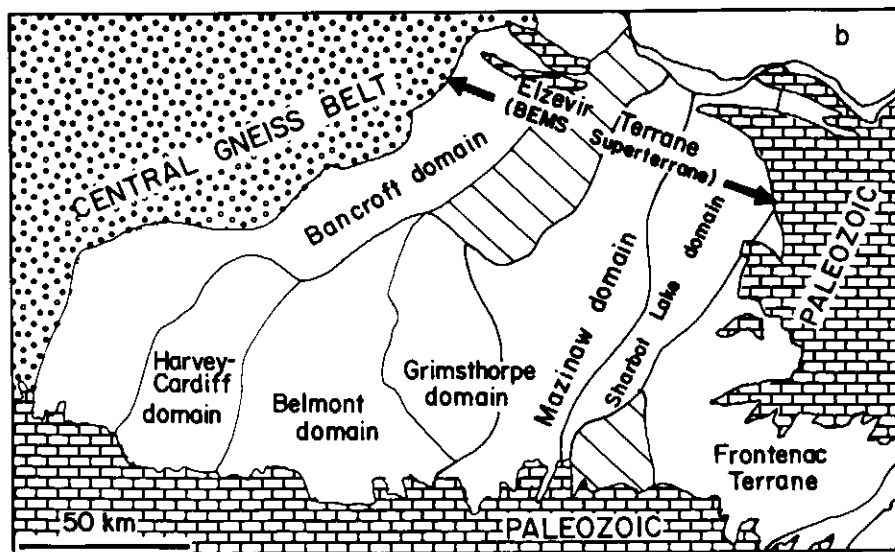 b
CENTRAL GNEISS BELT
Elzevir Terrane
(BEMS Superterrane)
Bancroft domain
PALEOZOIC
Harvey-
Cardiff
domain
Belmont
domain
Grimsthorpe
domain
Mazinaw domain
Sharbot Lake domain
Frontenac
Terrane
50 km
PALEOZOIC